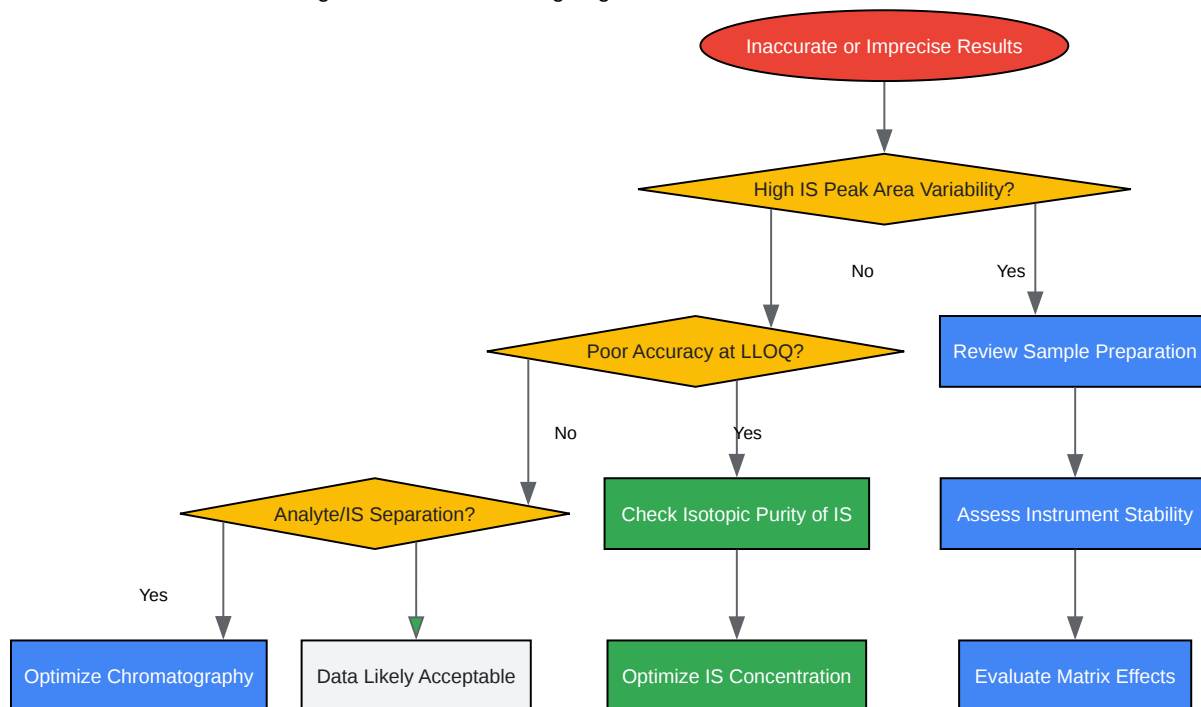 Inaccurate or Imprecise Results
High IS Peak Area Variability?
No
Yes
Poor Accuracy at LLOQ?
Review Sample Preparation
No
Yes
Analyte/IS Separation?
Check Isotopic Purity of IS
Assess Instrument Stability
Yes
Optimize Chromatography
Data Likely Acceptable
Optimize IS Concentration
Evaluate Matrix Effects